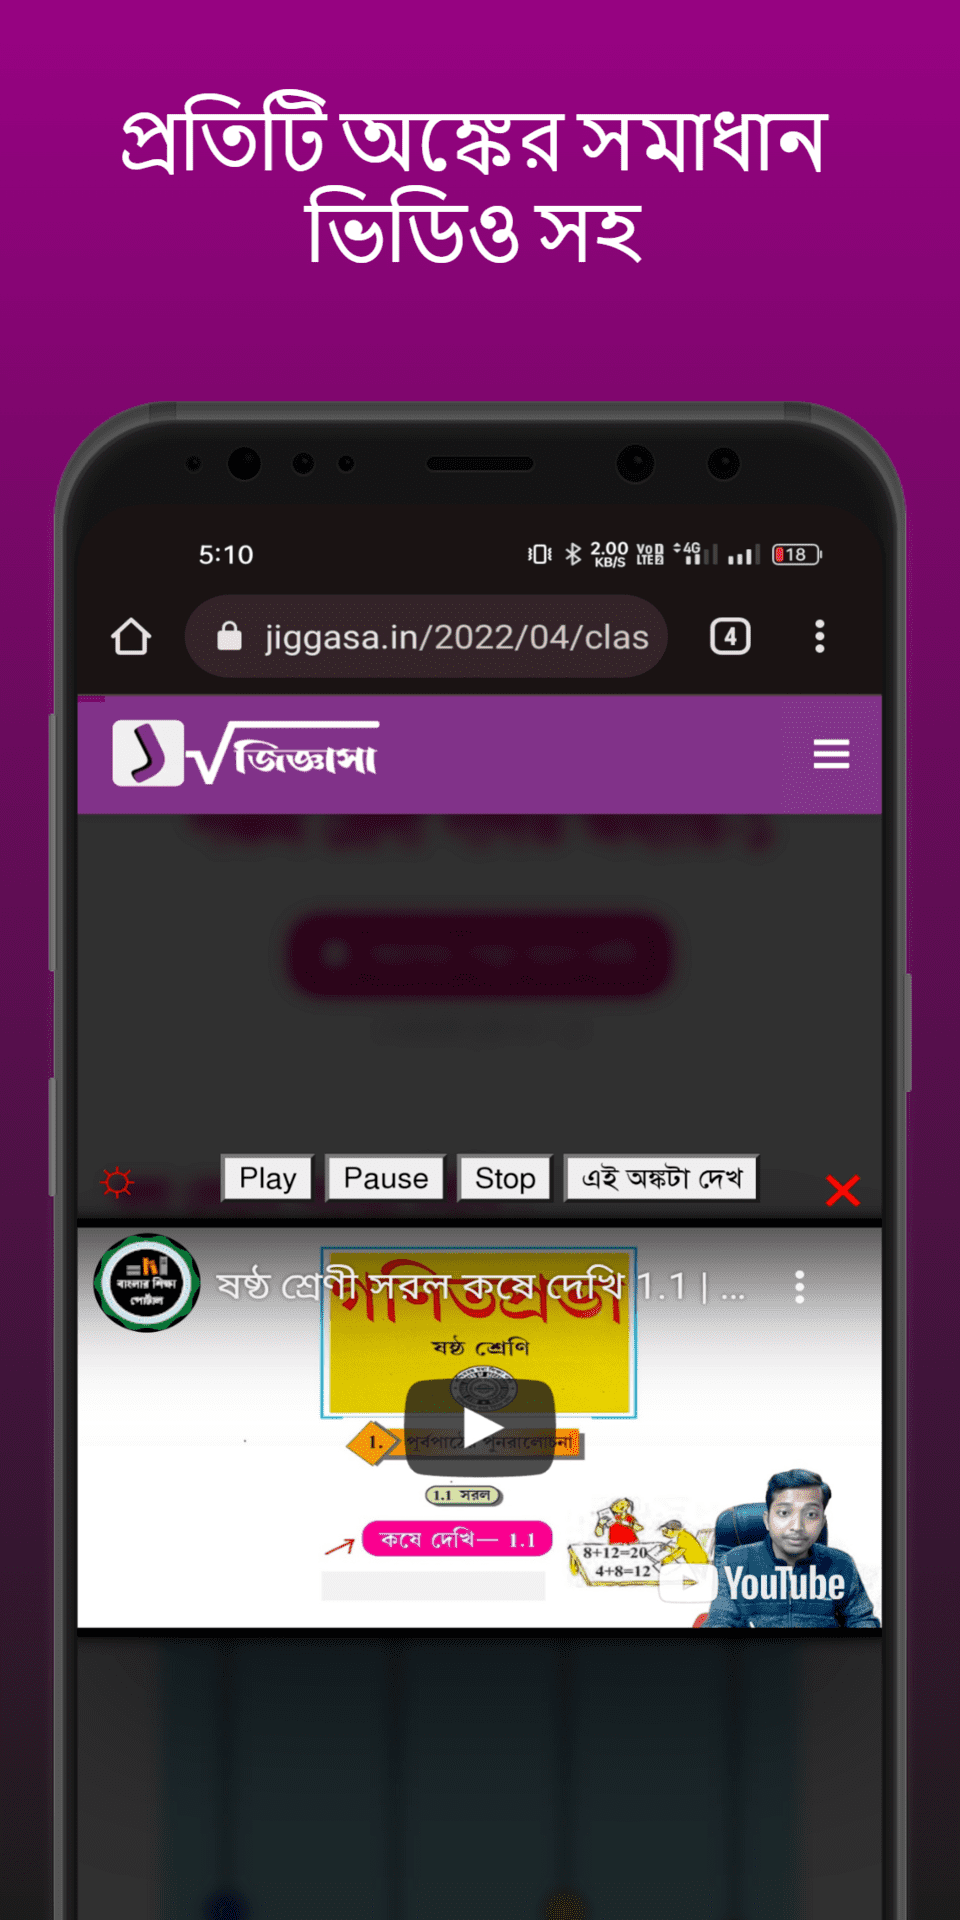 প্রতিটি অঙ্কের সমাধান
ভিডিও সহ
5:10
2.00
KB/S
Vo
LTE 2
4G
18
jiggasa.in/2022/04/clas
4
জিজ্ঞাসা
Play
Pause
Stop
এই অঙ্কটা দেখ
বাংলার শিক্ষা
পোর্টাল
ষষ্ঠ শ্রেণী সরল কষে দেখি 1.1 | ...
গণিতপ্রভা
ষষ্ঠ শ্রেণি
1. পূর্বপাঠের পুনরালোচনা
1.1 সরল
কষে দেখি— 1.1
8+12=20
4+8=12
YouTube